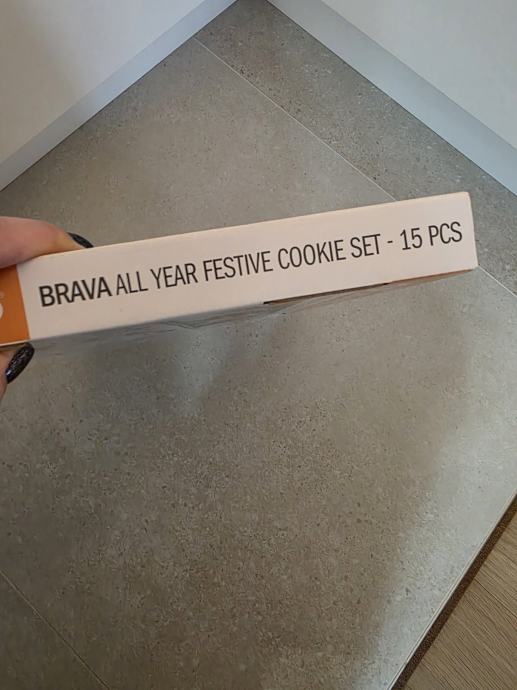 BRAVA ALL YEAR FESTIVE COOKIE SET - 15 PCS